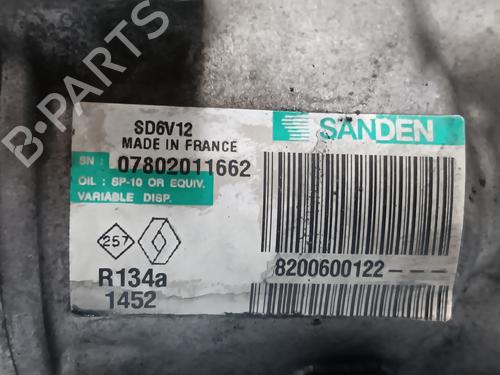 B-PARTS
SD6V12
MADE IN FRANCE
SANDEN
SN : 07802011662
OIL : SP-10 OR EQUIV.
VARIABLE DISP.
257
R134a
1452
8200600122---